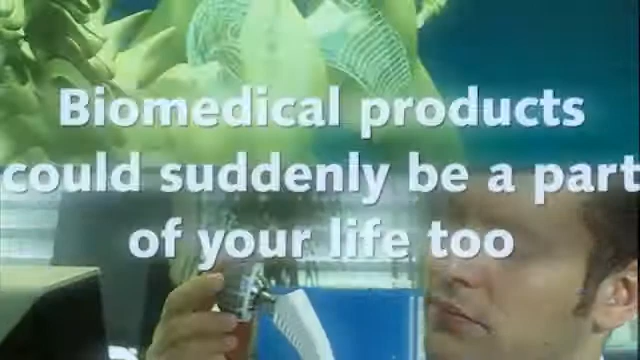 Biomedical products
could suddenly be a part
of your life too